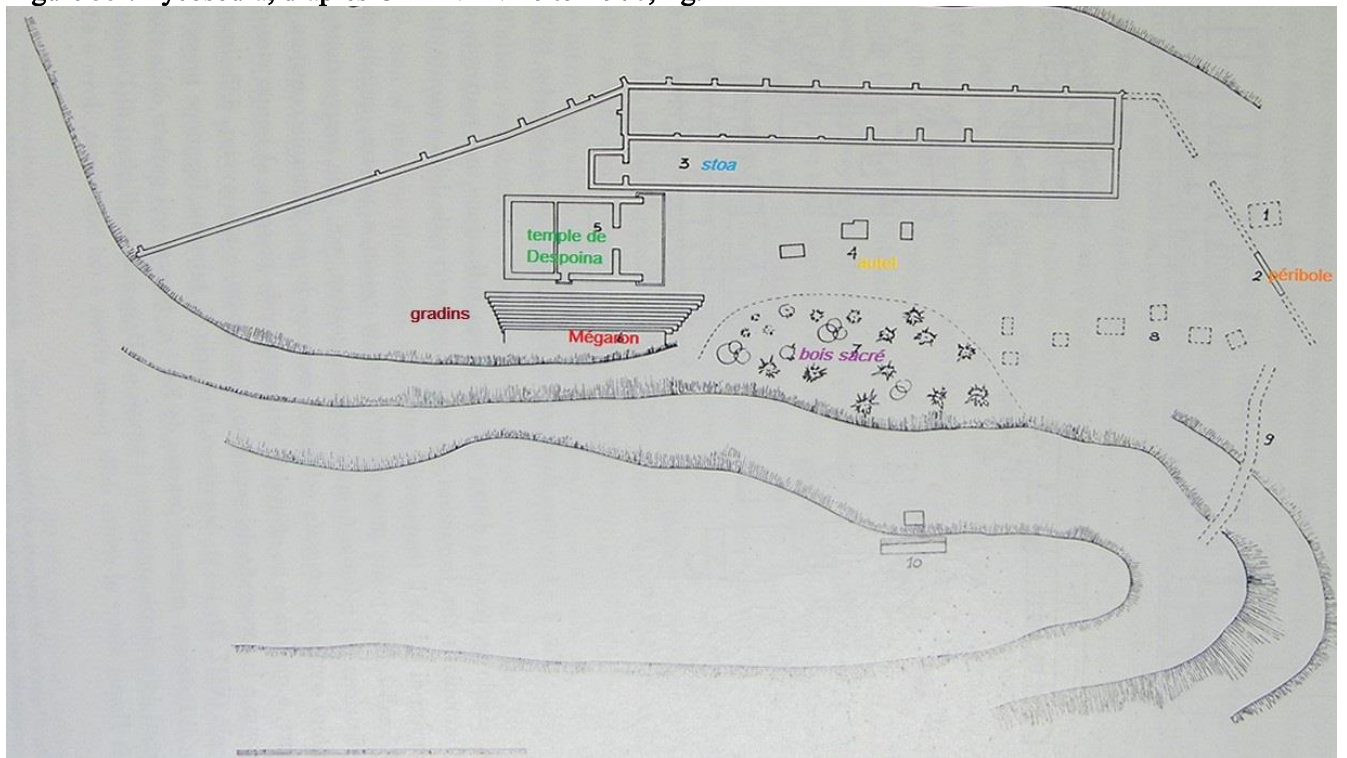 3 stoa
1
5
temple de
Despoina
4
autel
2 péribole
gradins
Mégaron
8
7
bois sacré
9
10